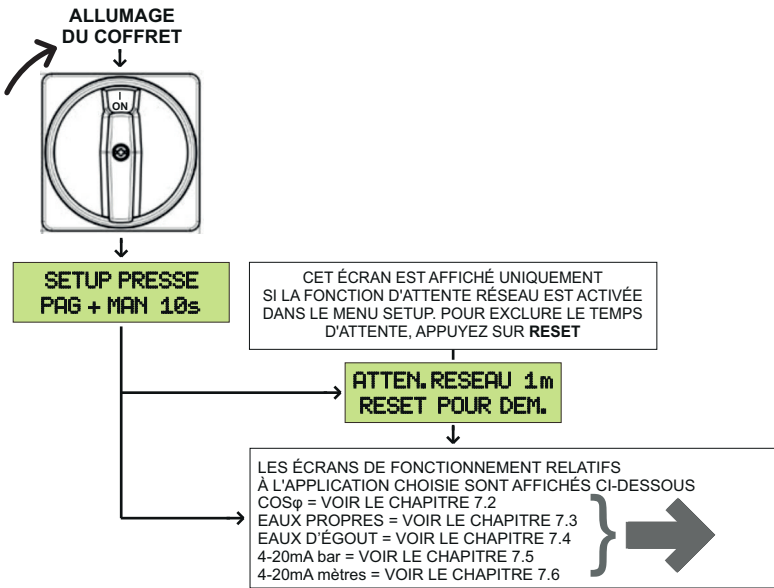 ALLUMAGE
DU COFFRET
I
ON
SETUP PRESSE
PAG + MAN 10s
CET ÉCRAN EST AFFICHÉ UNIQUEMENT
SI LA FONCTION D'ATTENTE RÉSEAU EST ACTIVÉE
DANS LE MENU SETUP. POUR EXCLURE LE TEMPS
D'ATTENTE, APPUYEZ SUR RESET
ATTEN.RESEAU 1m
RESET POUR DEM.
LES ÉCRANS DE FONCTIONNEMENT RELATIFS
À L'APPLICATION CHOISIE SONT AFFICHÉS CI-DESSOUS
COSφ = VOIR LE CHAPITRE 7.2
EAUX PROPRES = VOIR LE CHAPITRE 7.3
EAUX D'ÉGOUT = VOIR LE CHAPITRE 7.4
4-20mA bar = VOIR LE CHAPITRE 7.5
4-20mA mètres = VOIR LE CHAPITRE 7.6